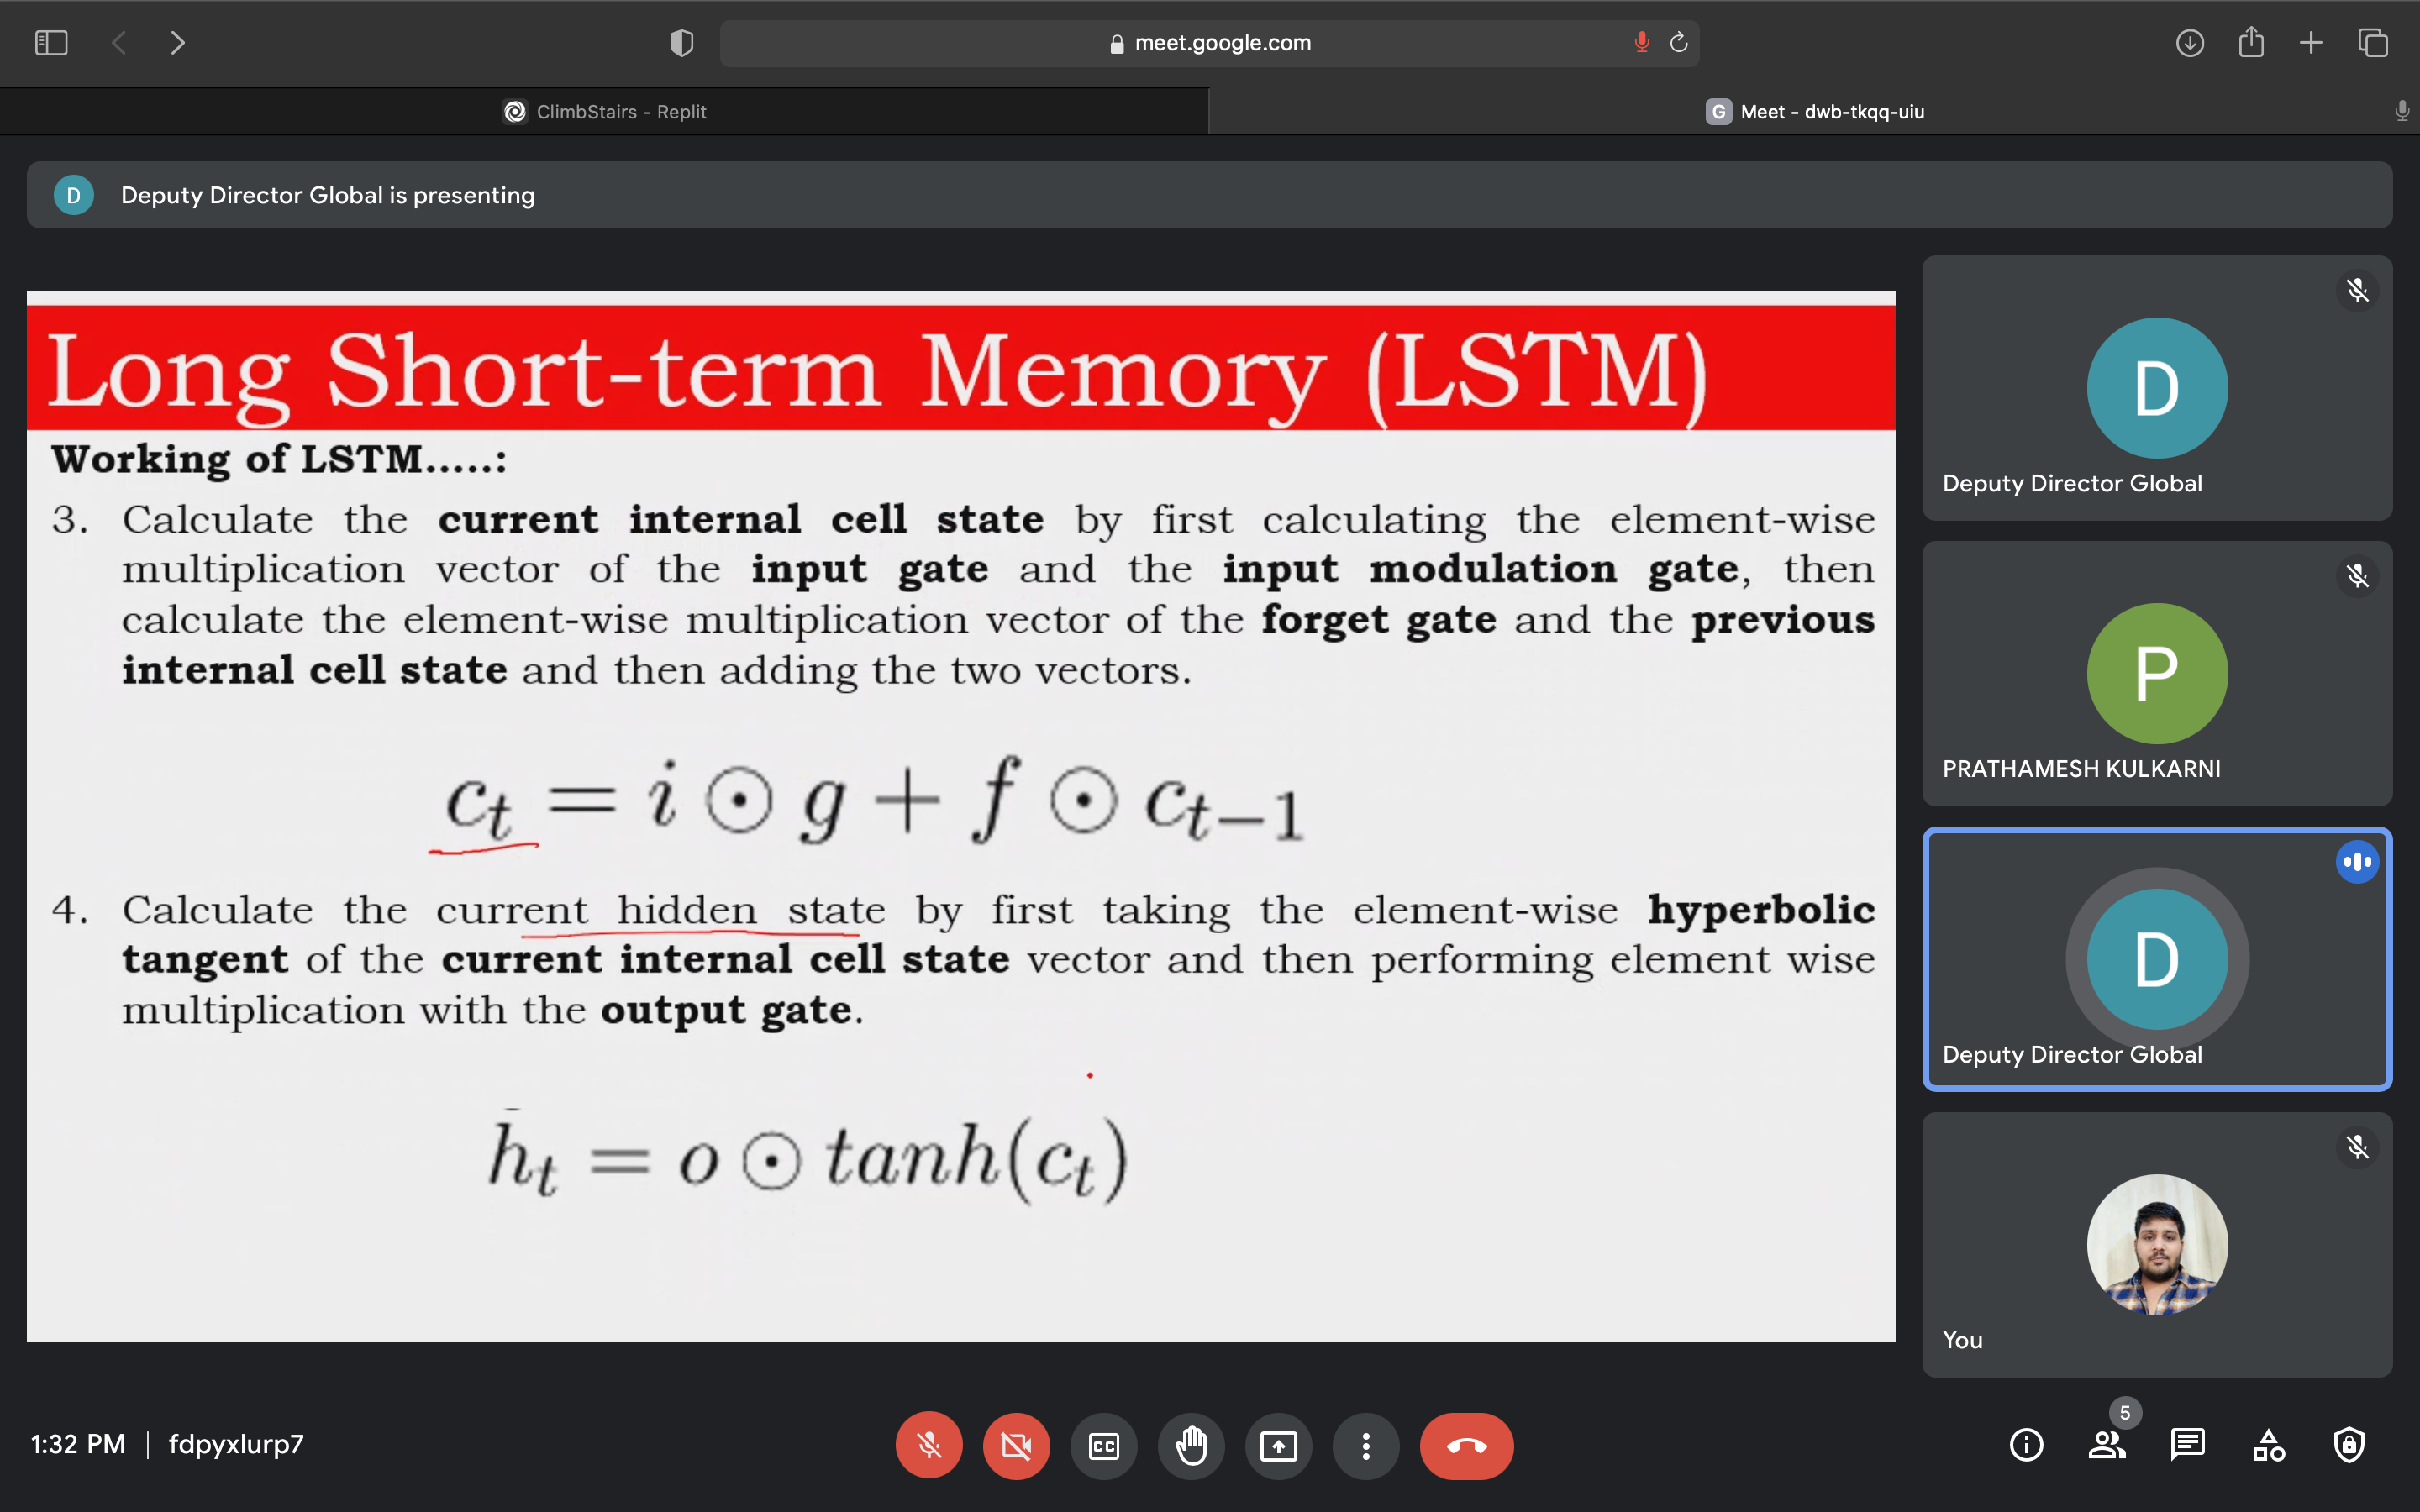 meet.google.com
ClimbStairs - Replit
G Meet - dwb-tkqq-uiu
D Deputy Director Global is presenting
Long Short-term Memory (LSTM)
Working of LSTM.....:
3. Calculate the current internal cell state by first calculating the element-wise
multiplication vector of the input gate and the input modulation gate, then
calculate the element-wise multiplication vector of the forget gate and the previous
internal cell state and then adding the two vectors.
c_t = i ⊙ g + f ⊙ c_{t−1}
4. Calculate the current hidden state by first taking the element-wise hyperbolic
tangent of the current internal cell state vector and then performing element wise
multiplication with the output gate.
h_t = o ⊙ tanh(c_t)
D
Deputy Director Global
P
PRATHAMESH KULKARNI
D
Deputy Director Global
You
1:32 PM | fdpyxlurp7
CC
5